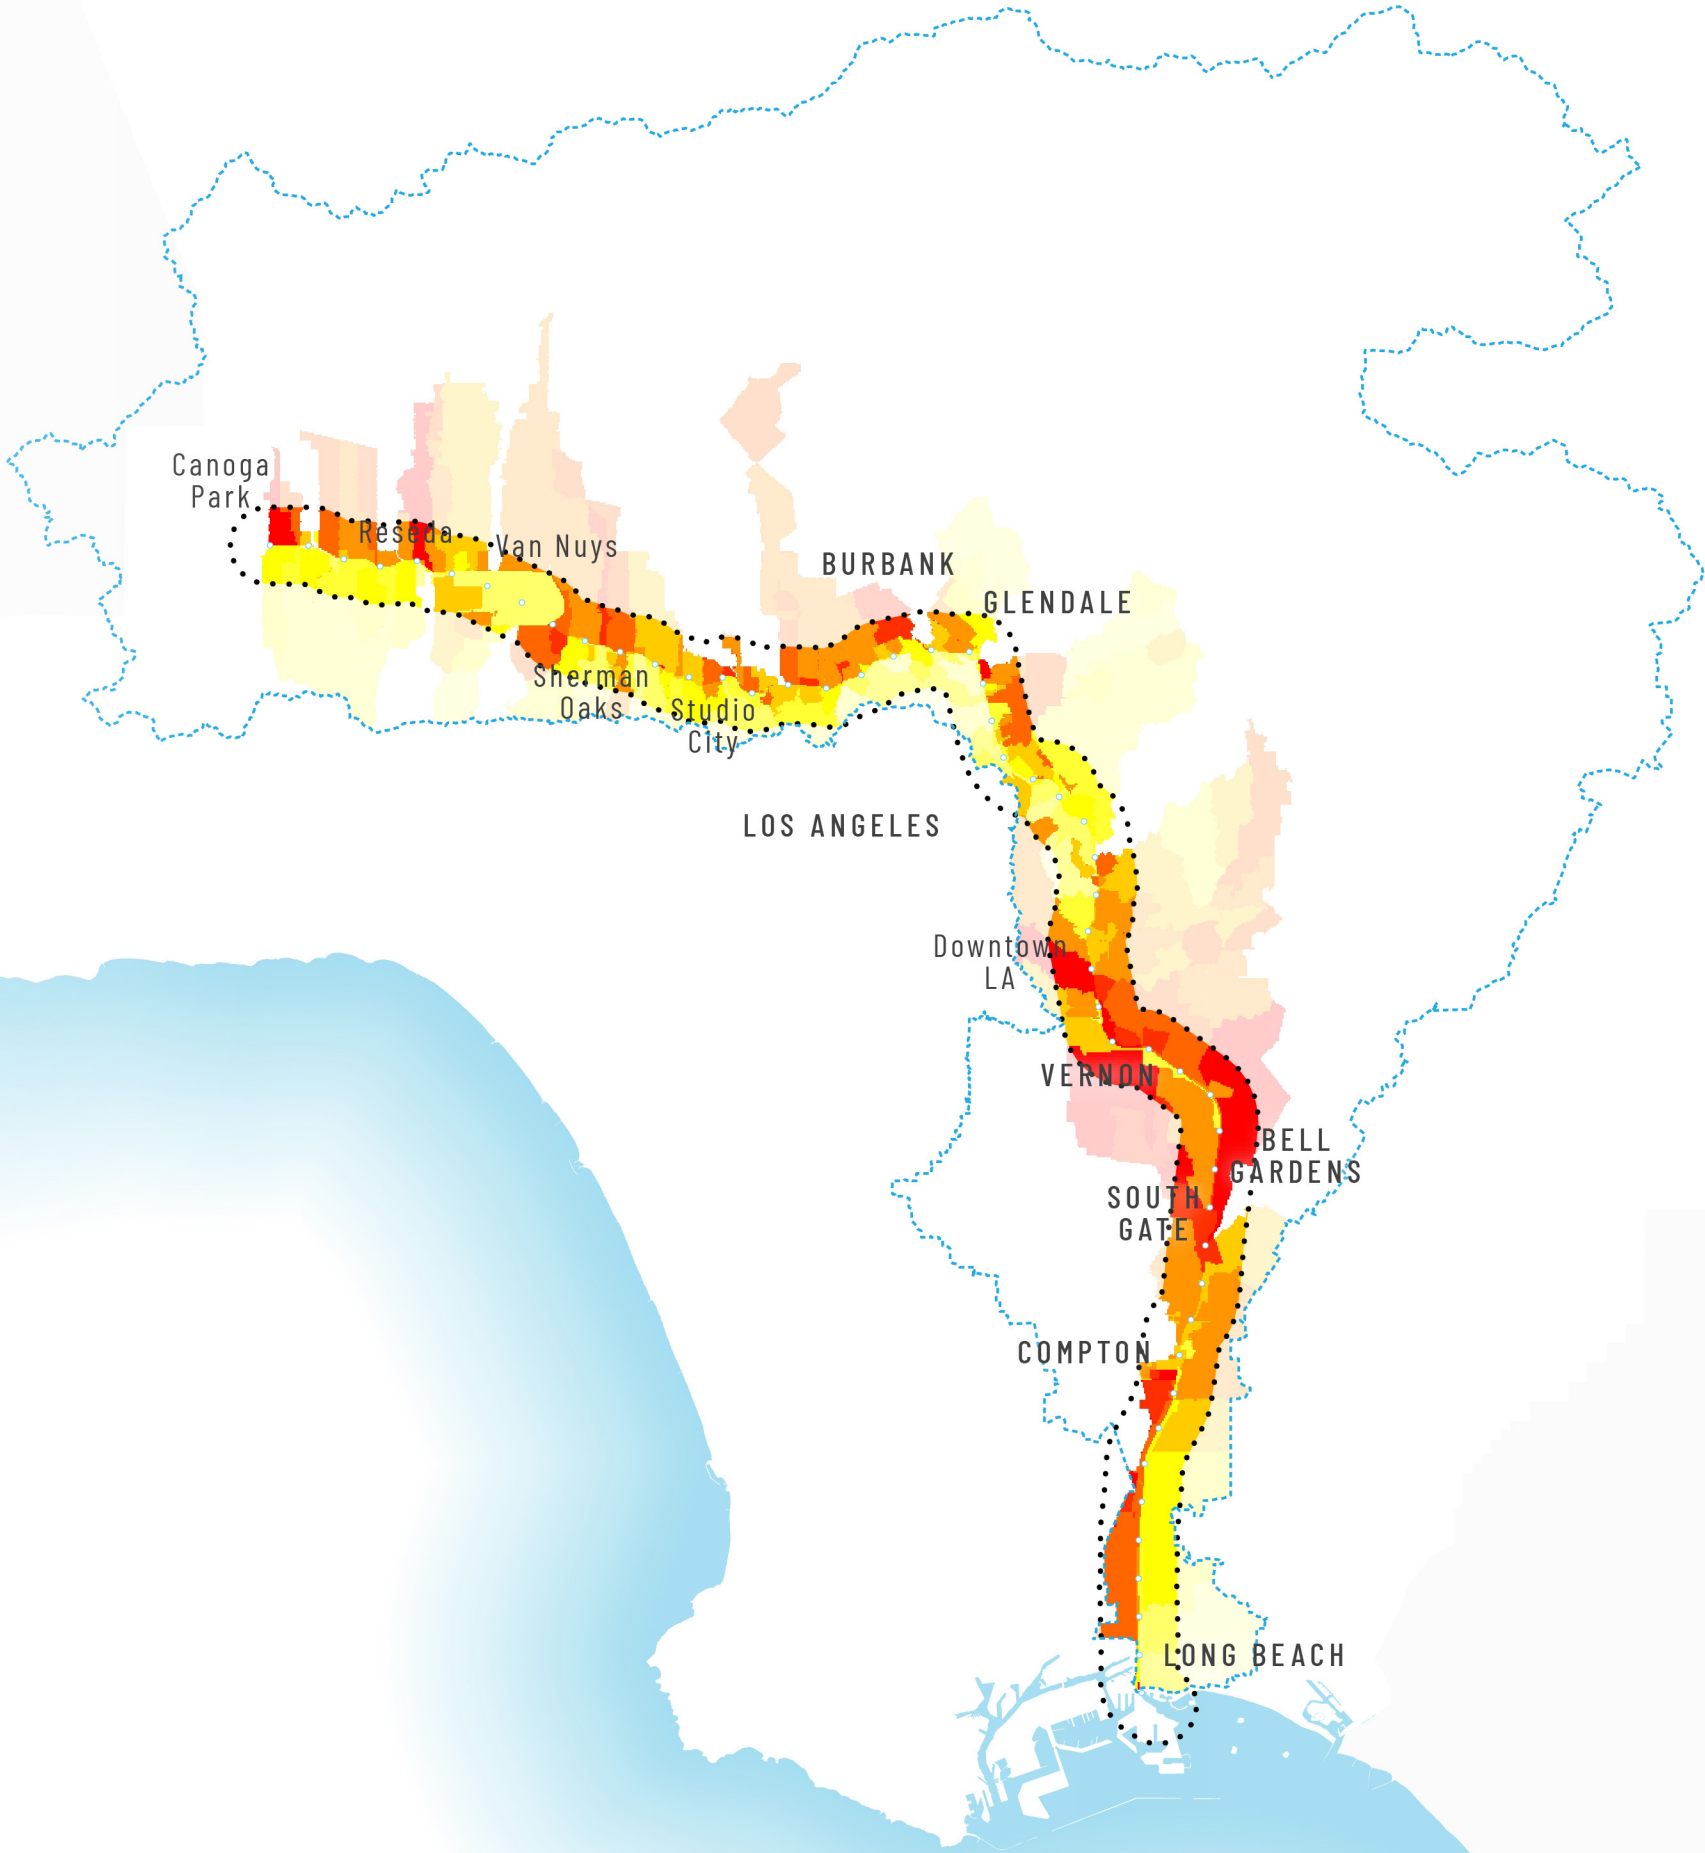 Canoga
Park
Reseda
Van Nuys
BURBANK
GLENDALE
Sherman
Oaks
Studio
City
LOS ANGELES
Downtown
LA
VERNON
BELL
GARDENS
SOUTH
GATE
COMPTON
LONG BEACH